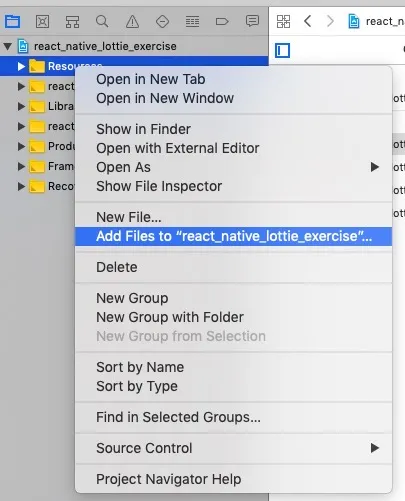 react_na
react_native_lottie_exercise
Resources
Open in New Tab
react
Open in New Window
Libra
Show in Finder
react
Open with External Editor
Produ
Open As
Fram
Show File Inspector
Reco
New File...
Add Files to “react_native_lottie_exercise”...
Delete
New Group
New Group with Folder
New Group from Selection
Sort by Name
Sort by Type
Find in Selected Groups...
Source Control
Project Navigator Help